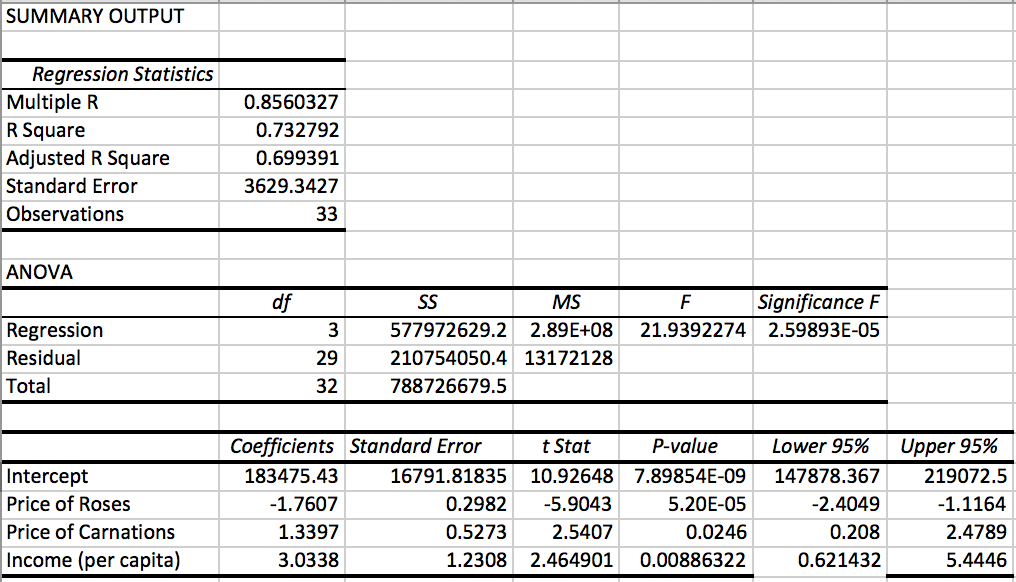 SUMMARY OUTPUT
Regression Statistics
Multiple R 0.8560327
R Square 0.732792
Adjusted R Square 0.699391
Standard Error 3629.3427
Observations 33
ANOVA
df SS MS F Significance F
Regression 3 577972629.2 2.89E+08 21.9392274 2.59893E-05
Residual 29 210754050.4 13172128
Total 32 788726679.5
Coefficients Standard Error t Stat P-value Lower 95% Upper 95%
Intercept 183475.43 16791.81835 10.92648 7.89854E-09 147878.367 219072.5
Price of Roses -1.7607 0.2982 -5.9043 5.20E-05 -2.4049 -1.1164
Price of Carnations 1.3397 0.5273 2.5407 0.0246 0.208 2.4789
Income (per capita) 3.0338 1.2308 2.464901 0.00886322 0.621432 5.4446